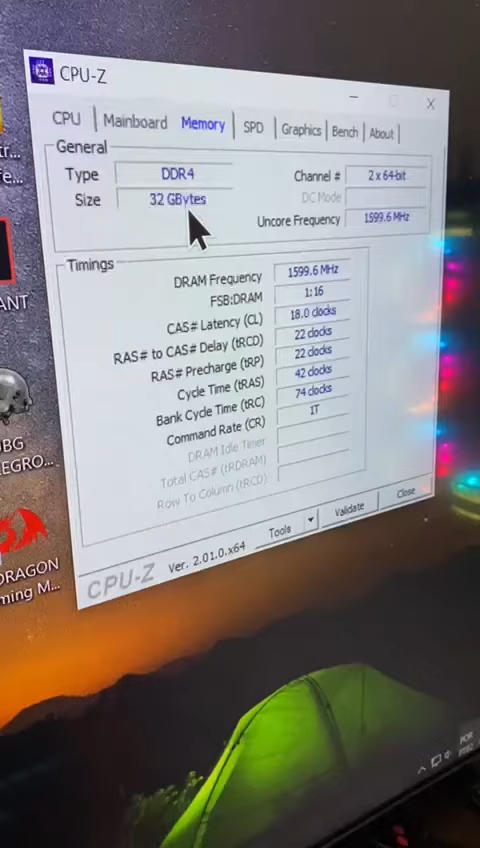 CPU-Z
CPU Mainboard Memory SPD Graphics Bench About
General
Type DDR4 Channel # 2 x 64-bit
Size 32 GBytes DC Mode
Uncore Frequency 1599.6 MHz
Timings
DRAM Frequency 1599.6 MHz
FSB:DRAM 1:16
CAS# Latency (CL) 18.0 clocks
RAS# to CAS# Delay (tRCD) 22 clocks
RAS# Precharge (tRP) 22 clocks
Cycle Time (tRAS) 42 clocks
Bank Cycle Time (tRC) 74 clocks
Command Rate (CR) 1T
DRAM Idle Timer
Total CAS# (tRDRAM)
Row To Column (tRCD)
CPU-Z Ver. 2.01.0.x64 Tools Validate Close
tr...
fe...
ANT
UBG
EGRO...
DRAGON
ming M...
POR